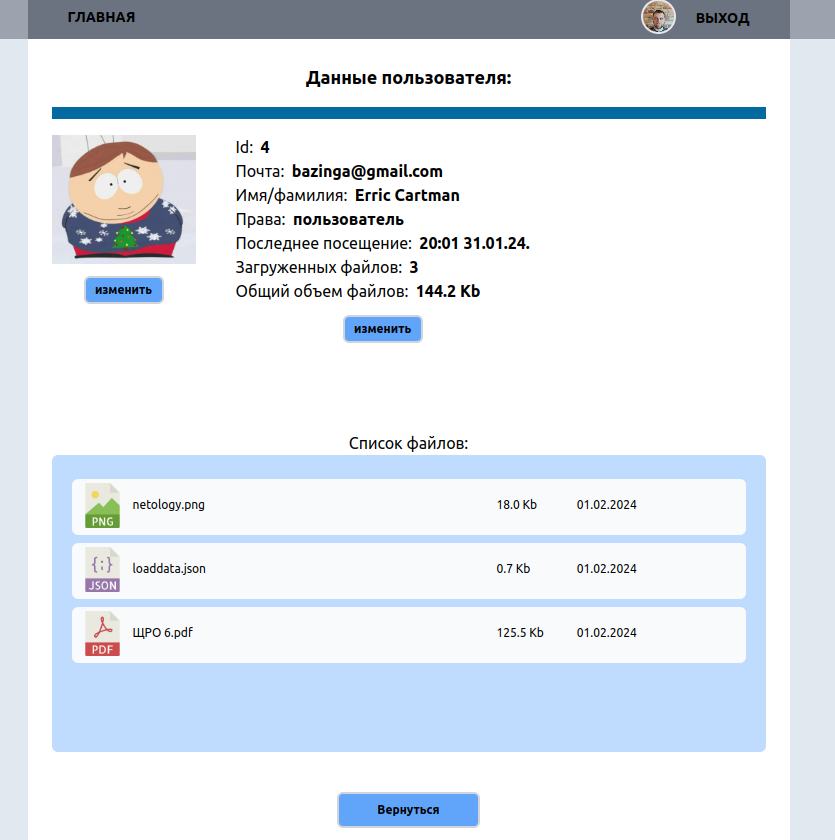 ГЛАВНАЯ ВЫХОД
Данные пользователя:
Id: 4
Почта: bazinga@gmail.com
Имя/фамилия: Erric Cartman
Права: пользователь
Последнее посещение: 20:01 31.01.24.
Загруженных файлов: 3
Общий объем файлов: 144.2 Kb
изменить
изменить
Список файлов:
PNG netology.png 18.0 Kb 01.02.2024
{;} JSON loaddata.json 0.7 Kb 01.02.2024
PDF ЩРО 6.pdf 125.5 Kb 01.02.2024
Вернуться